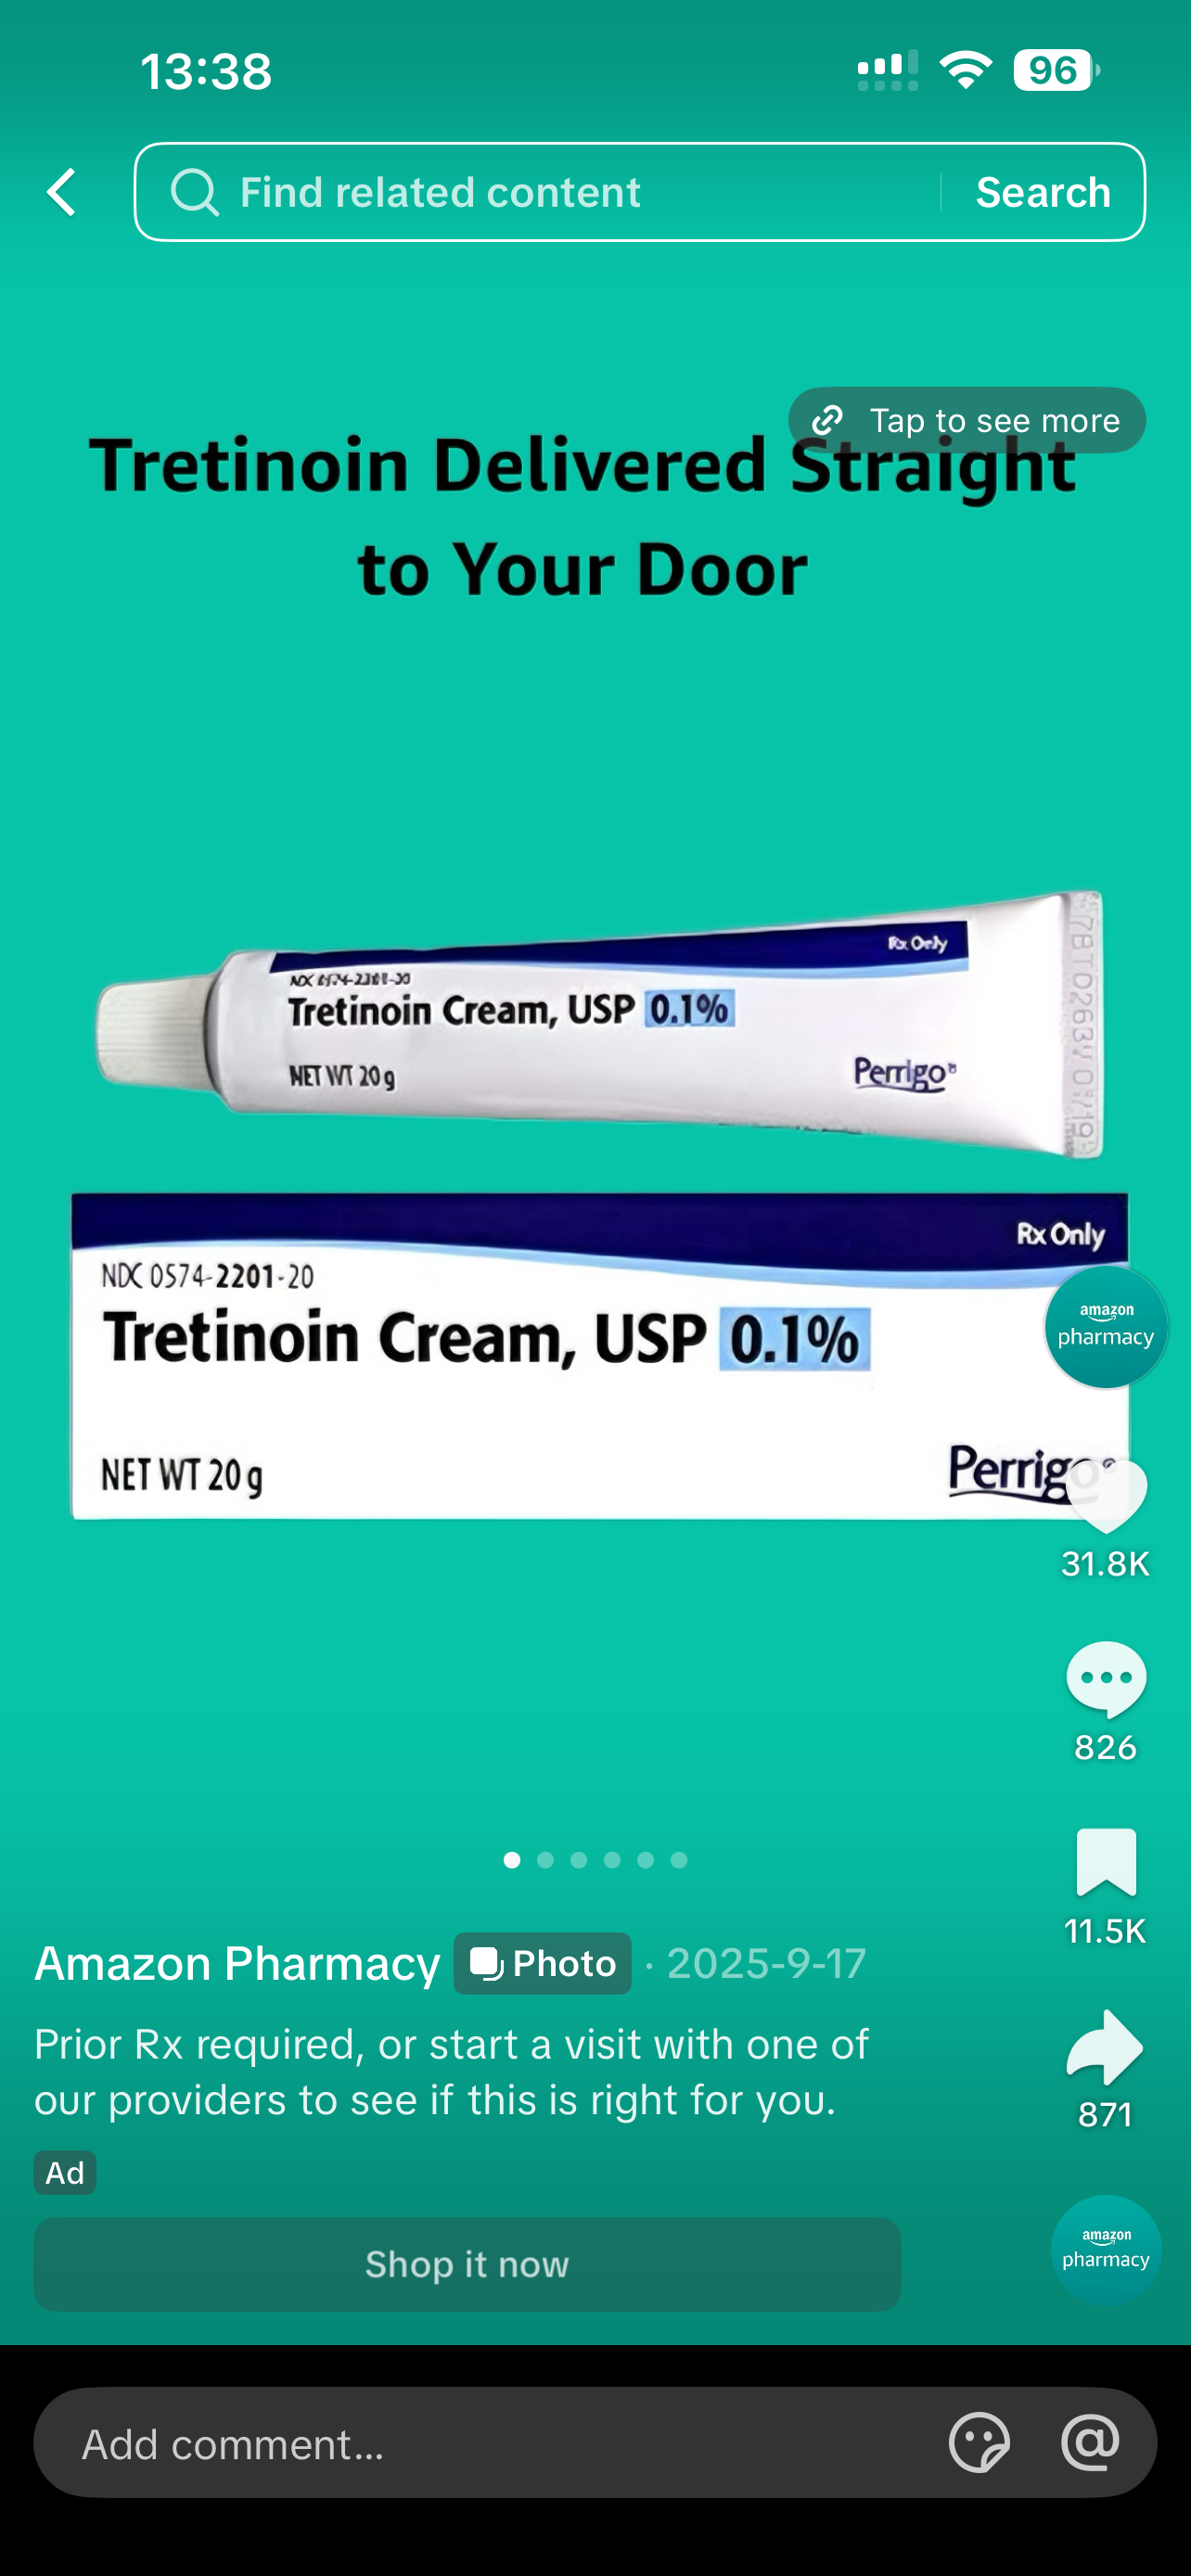 13:38
96
Find related content
Search
Tap to see more
Tretinoin Delivered Straight
to Your Door
Rx Only
Tretinoin Cream, USP 0.1%
NET WT 20 g
Perrigo
Rx Only
NDC 0574-2201-20
Tretinoin Cream, USP 0.1%
NET WT 20 g
Perrigo
amazon
pharmacy
31.8K
826
11.5K
Amazon Pharmacy Photo · 2025-9-17
Prior Rx required, or start a visit with one of
our providers to see if this is right for you.
871
Ad
Shop it now
amazon
pharmacy
Add comment...